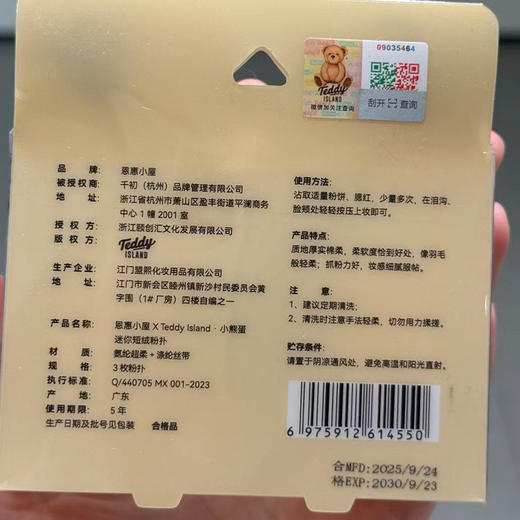 09035464
Teddy
ISLAND
微信加关注查询
刮开查询
品 牌: 恩惠小屋
被授权商: 千初（杭州）品牌管理有限公司
地 址: 浙江省杭州市萧山区盈丰街道平澜商务
中心1幢2001室
授 权 方: 浙江颐创汇文化发展有限公司
版 权 方: Teddy
ISLAND
生产企业: 江门盟熙化妆用品有限公司
地 址: 江门市新会区睦州镇新沙村民委员会黄
字围（1#厂房）四楼自编之一
产品名称: 恩惠小屋 X Teddy Island · 小熊蛋
迷你短绒粉扑
材 质: 氨纶超柔+涤纶丝带
规 格: 3枚粉扑
执行标准: Q/440705 MX 001-2023
产 地: 广东
使用期限: 5年
生产日期及批号见包装 合格品
使用方法:
沾取适量粉饼、腮红，少量多次，在泪沟、
脸颊处轻轻按压上妆即可。
产品特点:
质地厚实绵柔，柔软度恰到好处，像羽毛
般轻柔；抓粉力好，妆感细腻服帖。
注 意:
1、建议定期清洗；
2、清洗时注意手法轻柔，切勿用力揉搓。
贮存条件:
请置于阴凉通风处，避免高温和阳光直射。
6 975912 614550
合MFD: 2025/9/24
格EXP: 2030/9/23